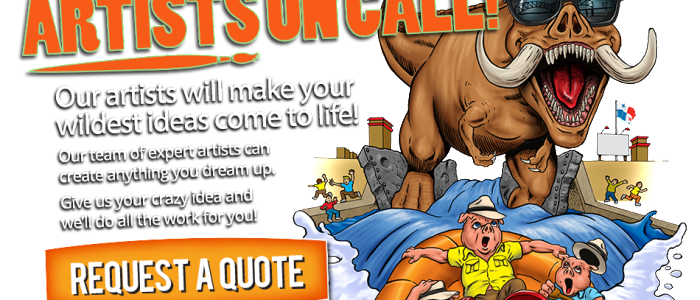 ARTISTS ON CALL!
Our artists will make your
wildest ideas come to life!
Our team of expert artists can
create anything you dream up.
Give us your crazy idea and
we'll do all the work for you!
REQUEST A QUOTE